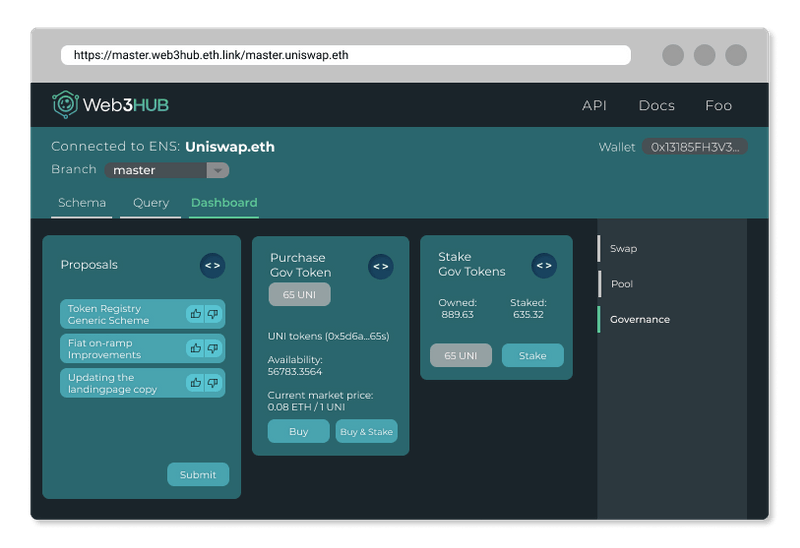 https://master.web3hub.eth.link/master.uniswap.eth
Web3HUB
API Docs Foo
Connected to ENS: Uniswap.eth
Wallet 0x13185FH3V3...
Branch master
Schema Query Dashboard
Proposals
< >
Token Registry
Generic Scheme
Fiat on-ramp
Improvements
Updating the
landingpage copy
Submit
Purchase
Gov Token
< >
65 UNI
UNI tokens (0x5d6a...65s)
Availability:
56783.3564
Current market price:
0.08 ETH / 1 UNI
Buy Buy & Stake
Stake
Gov Tokens
< >
Owned:
889.63
Staked:
635.32
65 UNI Stake
Swap
Pool
Governance